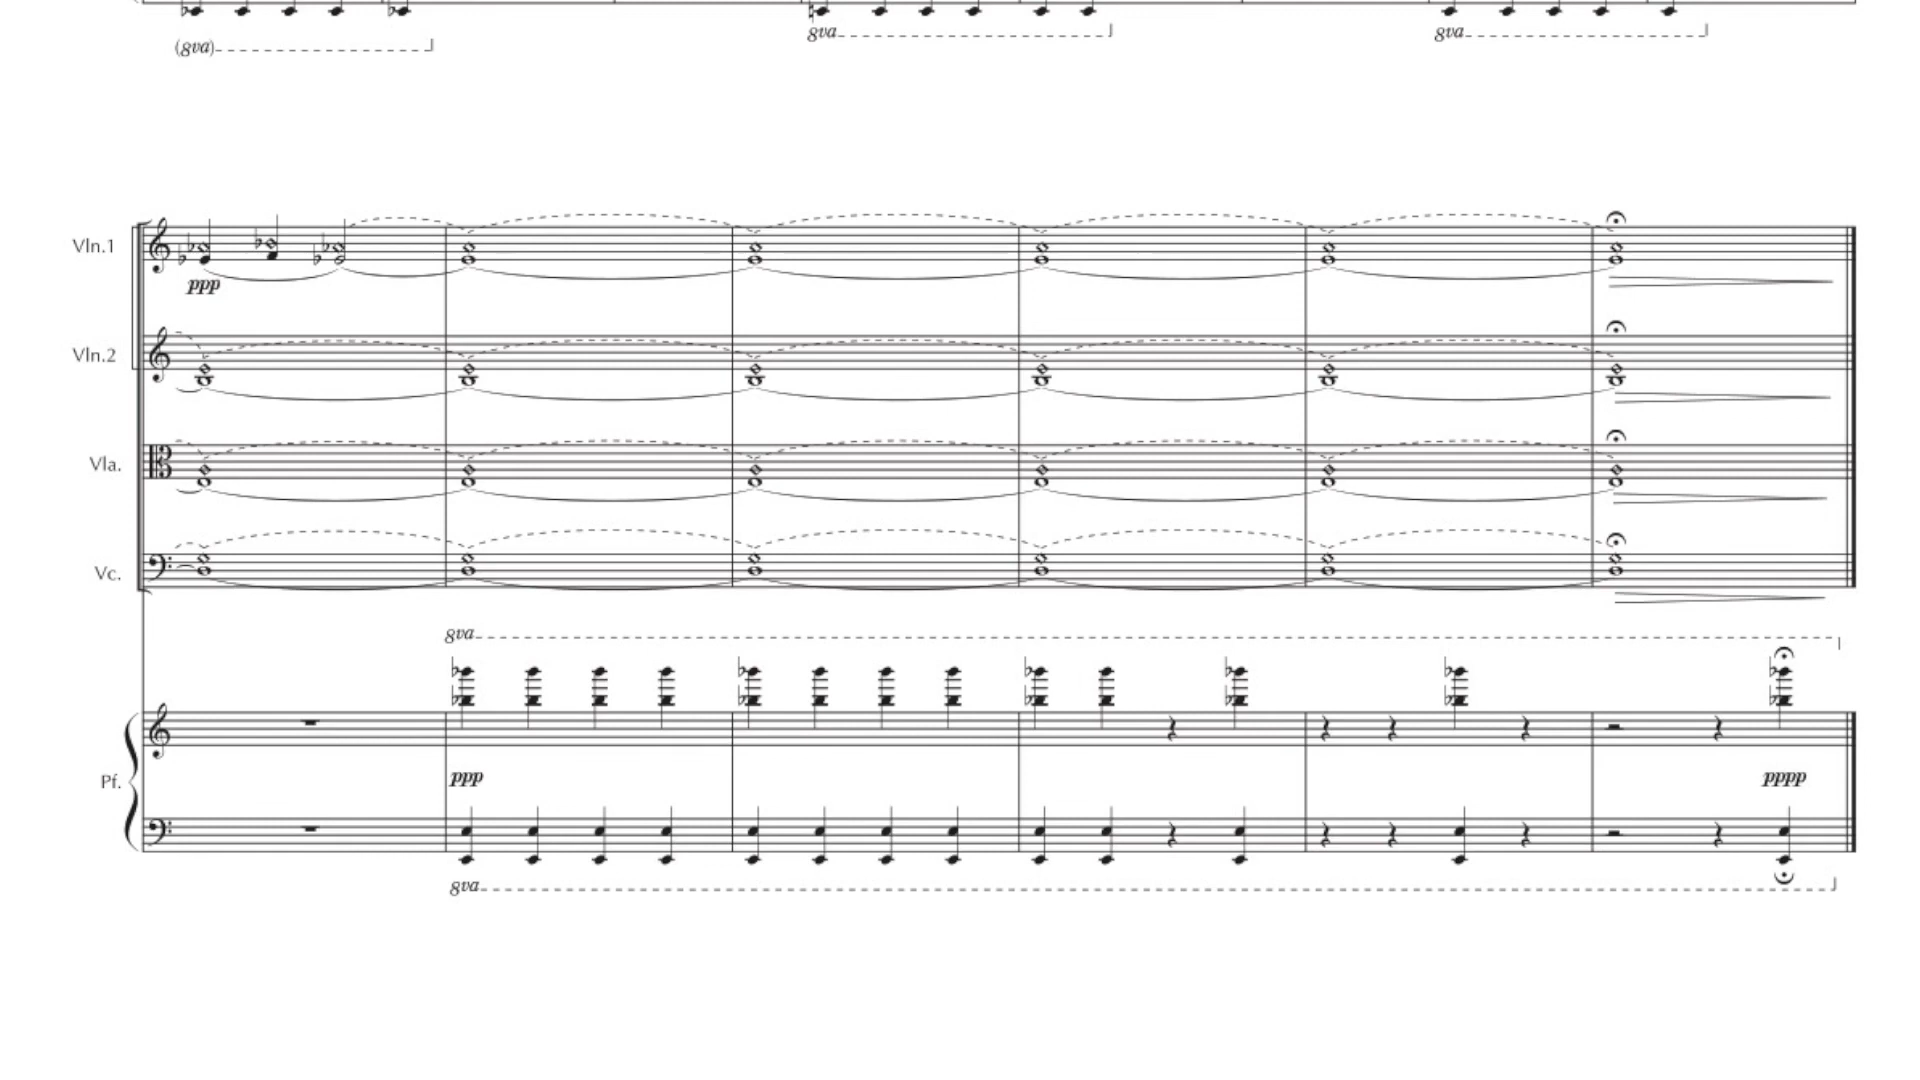 8va 8va
(8va)
Vln.1
ppp
Vln.2
Vla.
Vc.
8va
Pf.
ppp pppp
8va